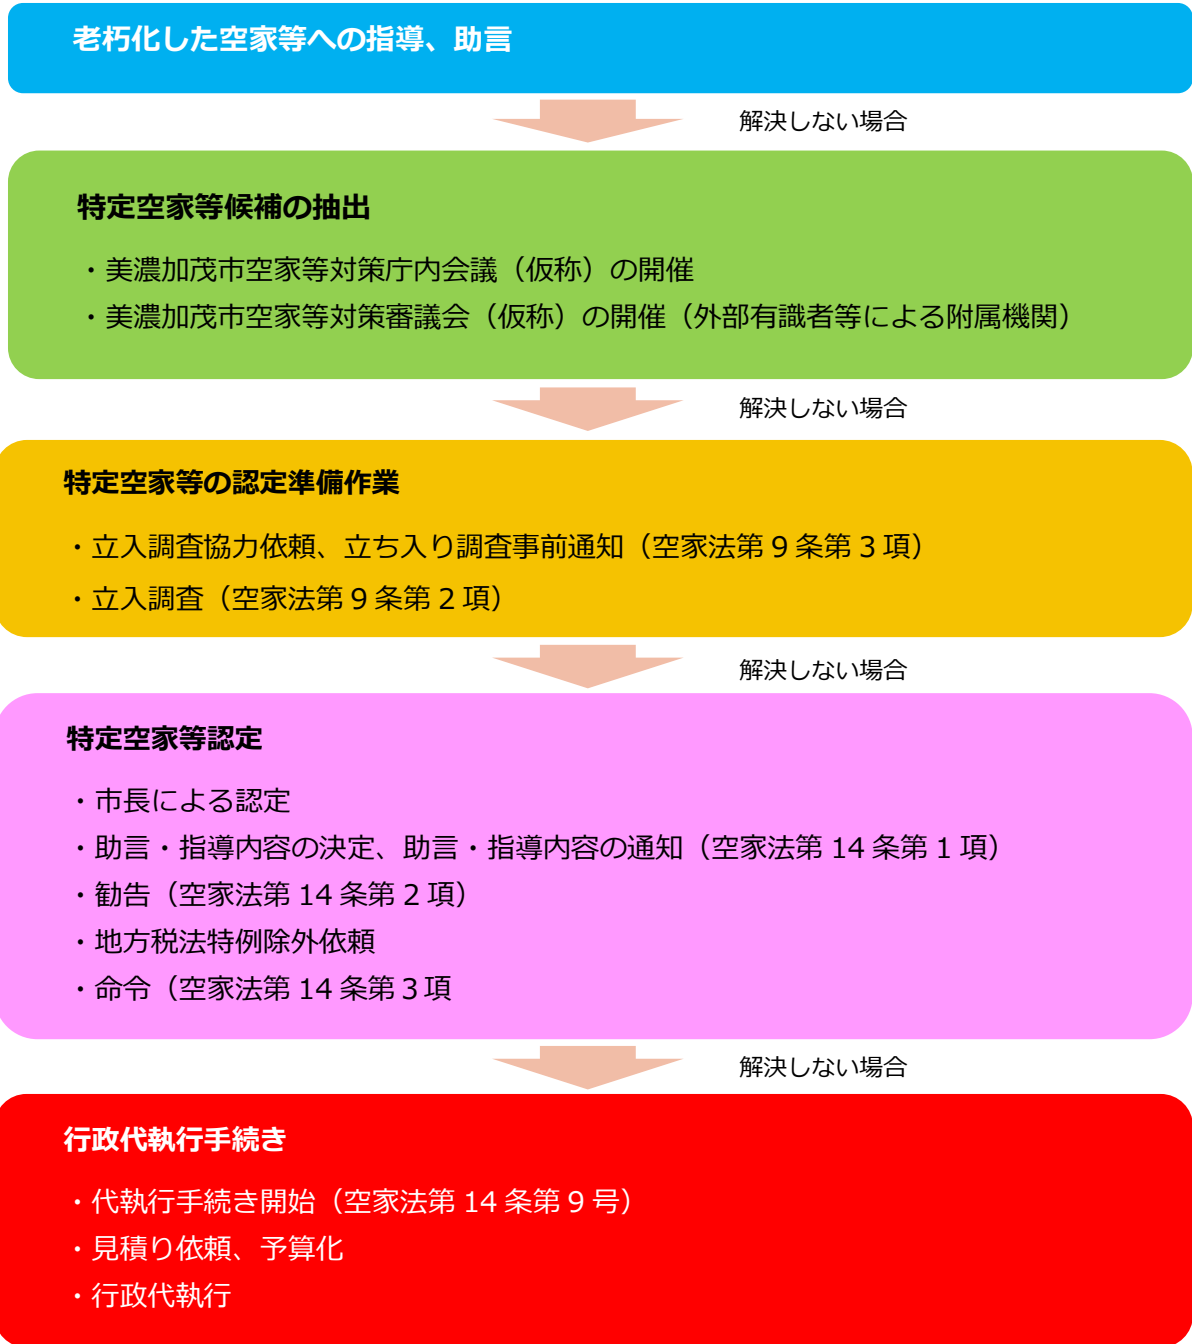 老朽化した空家等への指導、助言
解決しない場合
特定空家等候補の抽出
・美濃加茂市空家等対策庁内会議（仮称）の開催
・美濃加茂市空家等対策審議会（仮称）の開催（外部有識者等による附属機関）
解決しない場合
特定空家等の認定準備作業
・立入調査協力依頼、立ち入り調査事前通知（空家法第 9 条第 3 項）
・立入調査（空家法第 9 条第 2 項）
解決しない場合
特定空家等認定
・市長による認定
・助言・指導内容の決定、助言・指導内容の通知（空家法第 14 条第 1 項）
・勧告（空家法第 14 条第 2 項）
・地方税法特例除外依頼
・命令（空家法第 14 条第 3 項
解決しない場合
行政代執行手続き
・代執行手続き開始（空家法第 14 条第 9 号）
・見積り依頼、予算化
・行政代執行